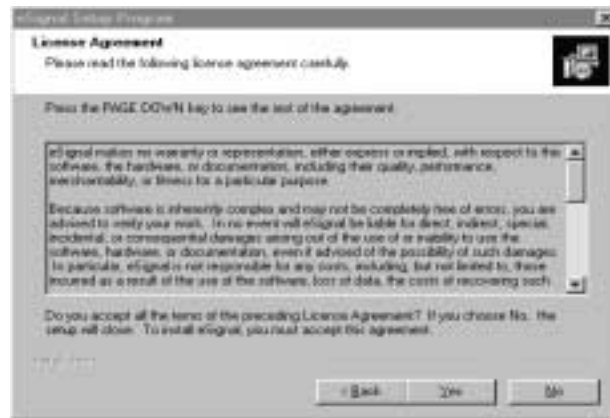 eSignal Setup Program
License Agreement
Please read the following license agreement carefully.
Press the PAGE DOWN key to see the rest of the agreement.
eSignal makes no warranty or representation, either express or implied, with respect to the
software, the hardware, or documentation, including their quality, performance,
merchantability, or fitness for a particular purpose.
Because software is inherently complex and may not be completely free of errors, you are
advised to verify your work. In no event will eSignal be liable for direct, indirect, special,
incidental, or consequential damages arising out of the use of or inability to use the
software, hardware, or documentation, even if advised of the possibility of such damages.
In particular, eSignal is not responsible for any costs, including, but not limited to, those
incurred as a result of the use of the software, loss of data, the costs of recovering such
Do you accept all the terms of the preceding License Agreement? If you choose No, the
setup will close. To install eSignal, you must accept this agreement.
< Back
Yes
No